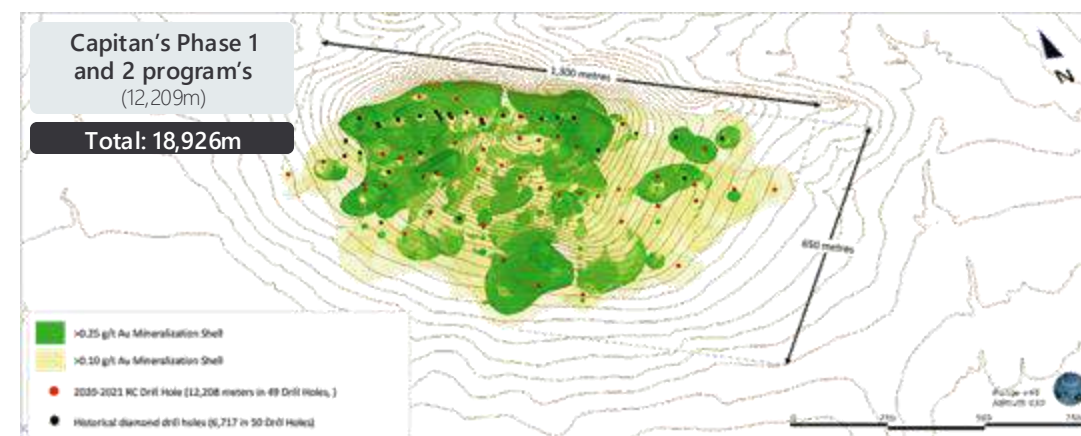 Capitan's Phase 1
and 2 program's
(12,209m)
Total: 18,926m
1,300 metres
N
650 metres
>0.25 g/t Au Mineralization Shell
>0.10 g/t Au Mineralization Shell
2020-2021 RC Drill Hole (12,208 meters in 49 Drill Holes, )
Historical diamond drill holes (6,717 in 50 Drill Holes)
0
250
500
750